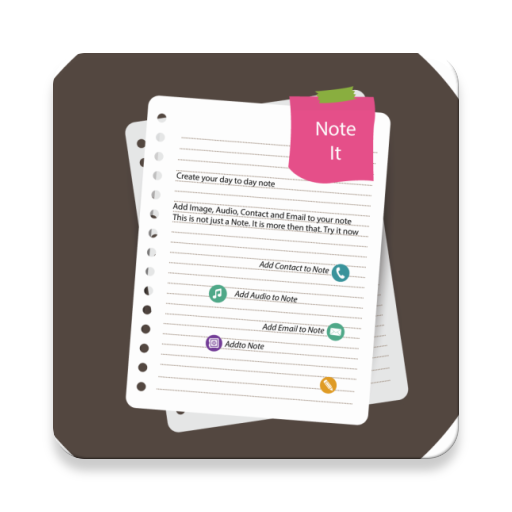 Note
It
Create your day to day note
Add Image, Audio, Contact and Email to your note
This is not just a Note. It is more then that. Try it now
Add Contact to Note
Add Audio to Note
Add Email to Note
Addto Note